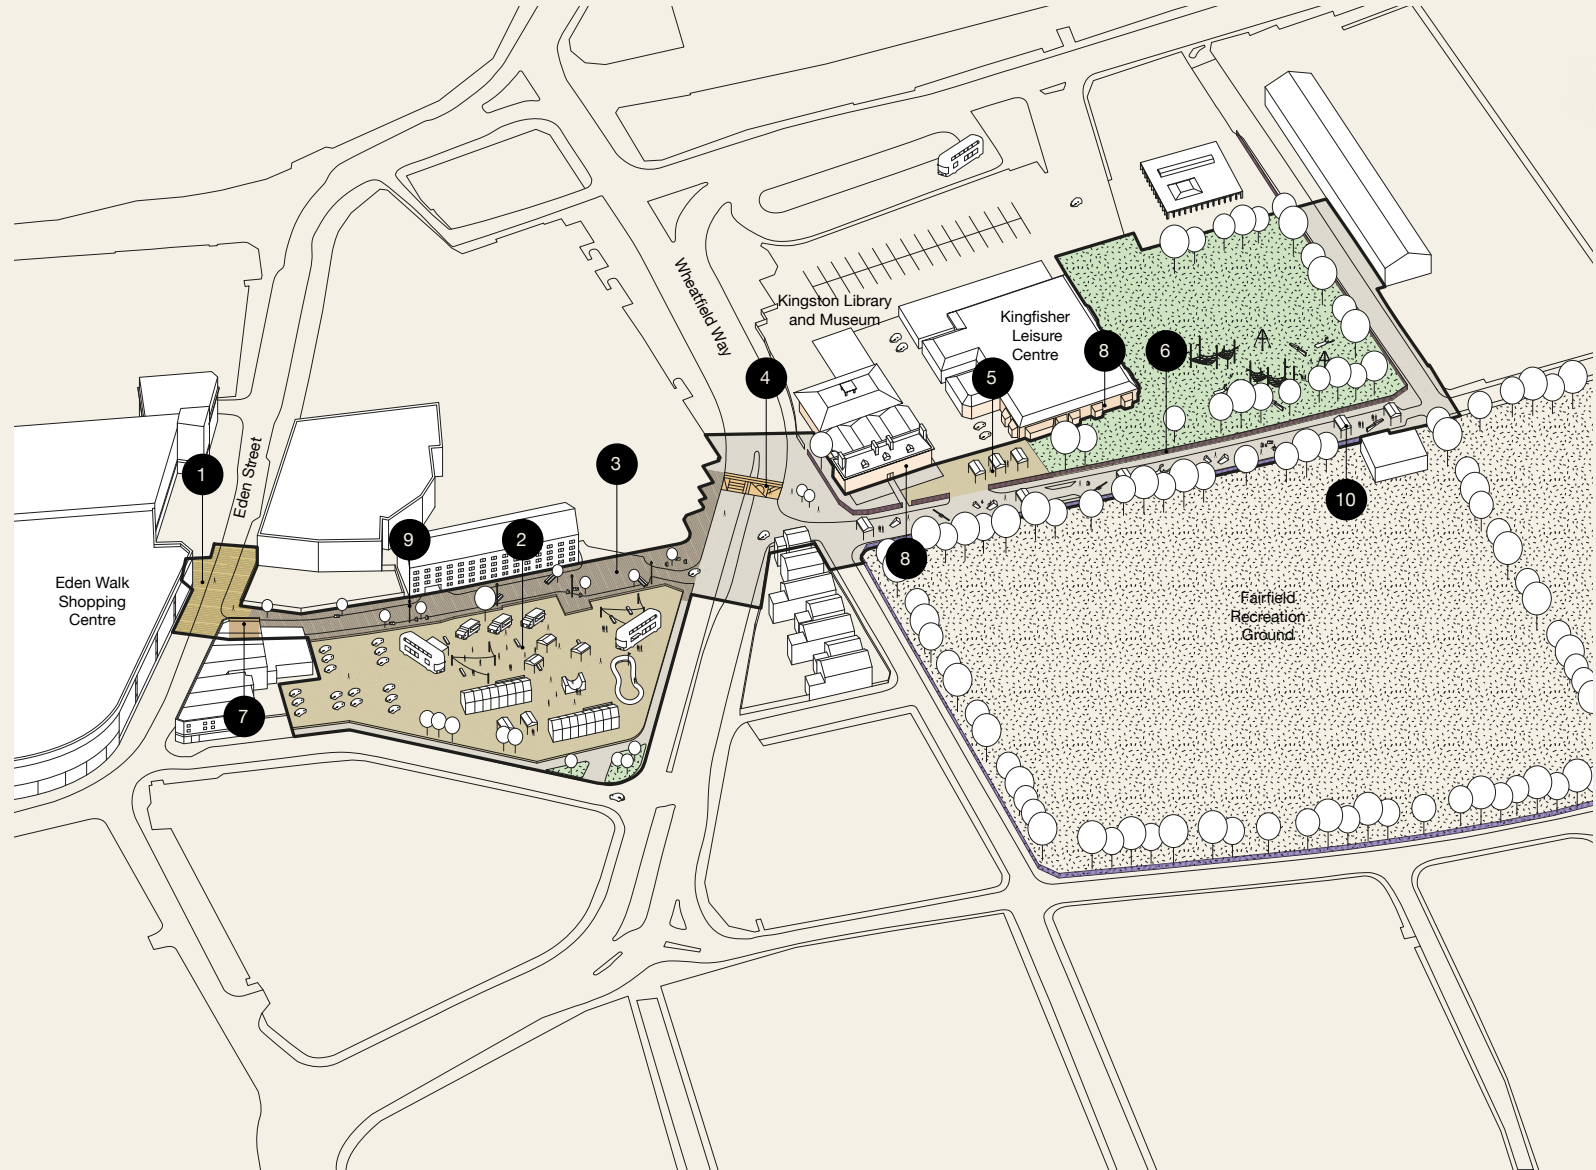 Wheatfield Way
Kingston Library
and Museum
Kingfisher
Leisure
Centre
4
5
8
6
1
Eden Street
3
10
9
2
8
Eden Walk
Shopping
Centre
Fairfield
Recreation
Ground
7